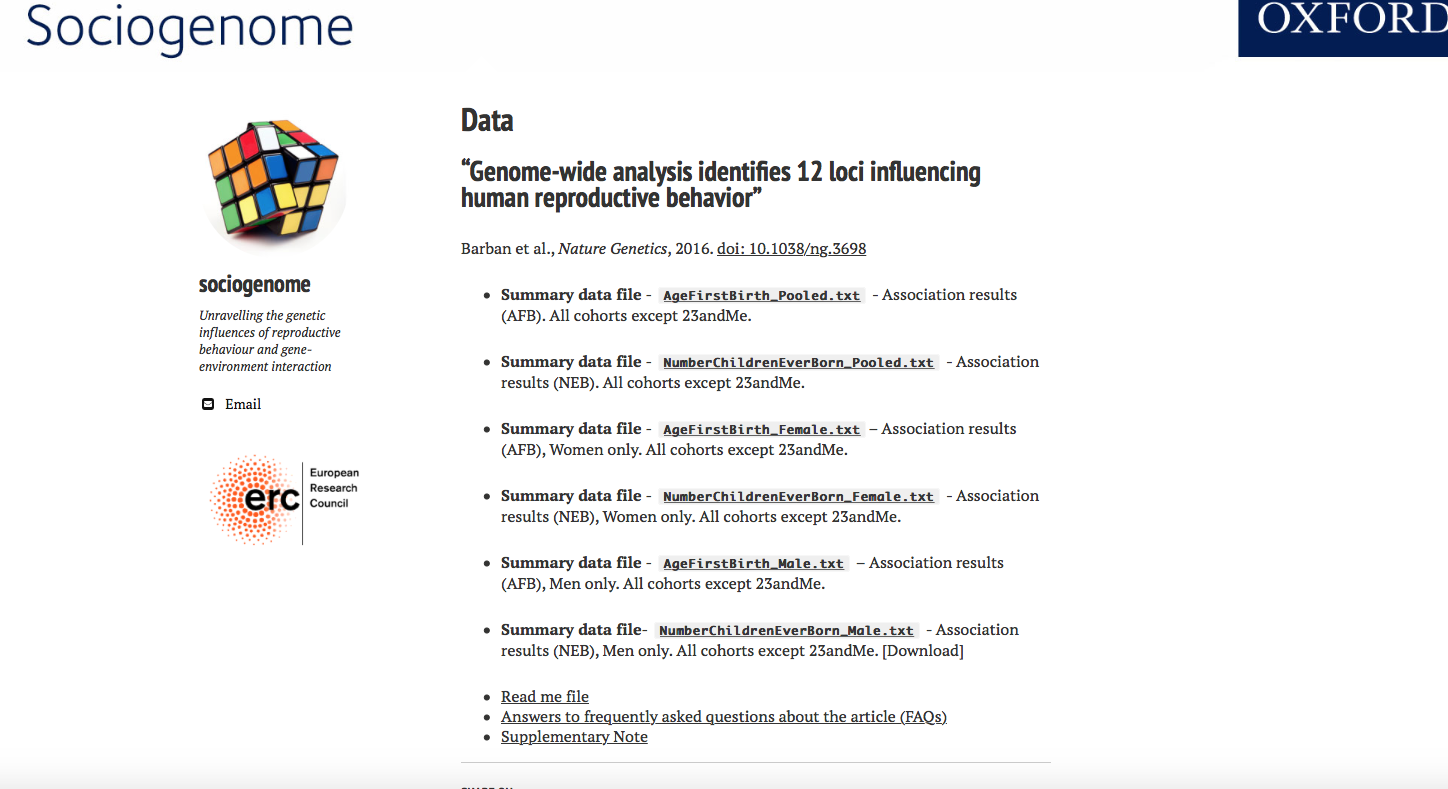 Sociogenome
OXFORD
Data
“Genome-wide analysis identifies 12 loci influencing
human reproductive behavior”
Barban et al., Nature Genetics, 2016. doi: 10.1038/ng.3698
sociogenome
Unravelling the genetic
influences of reproductive
behaviour and gene-
environment interaction
Email
erc
European
Research
Council
• Summary data file - AgeFirstBirth_Pooled.txt - Association results
(AFB). All cohorts except 23andMe.
• Summary data file - NumberChildrenEverBorn_Pooled.txt - Association
results (NEB). All cohorts except 23andMe.
• Summary data file - AgeFirstBirth_Female.txt – Association results
(AFB), Women only. All cohorts except 23andMe.
• Summary data file - NumberChildrenEverBorn_Female.txt - Association
results (NEB), Women only. All cohorts except 23andMe.
• Summary data file - AgeFirstBirth_Male.txt – Association results
(AFB), Men only. All cohorts except 23andMe.
• Summary data file- NumberChildrenEverBorn_Male.txt - Association
results (NEB), Men only. All cohorts except 23andMe. [Download]
• Read me file
• Answers to frequently asked questions about the article (FAQs)
• Supplementary Note